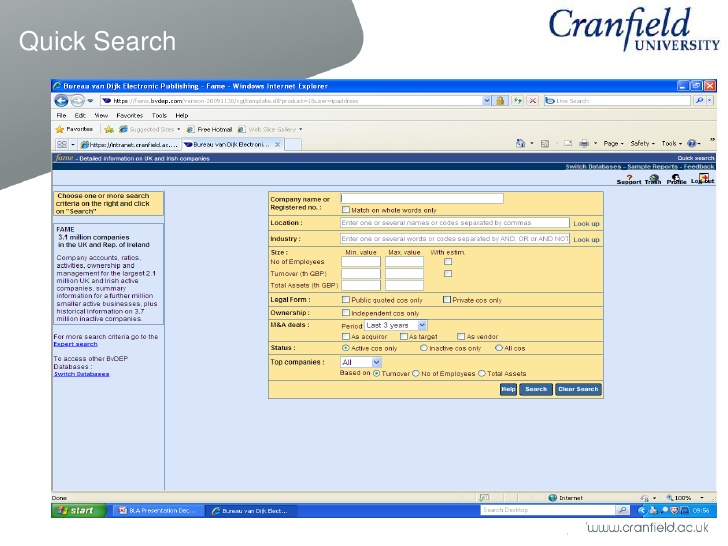 Quick Search
Cranfield
UNIVERSITY
Bureau van Dijk Electronic Publishing - Fame - Windows Internet Explorer
Live Search
File Edit View Favorites Tools Help
Favorites Suggested Sites Free Hotmail Web Slice Gallery
https://intranet.cranfield.ac.... Bureau van Dijk Electroni... Page Safety Tools
fame - Detailed information on UK and Irish companies Quick search
Switch Databases - Sample Reports - Feedback
Support Trash Profile Log out
Choose one or more search
criteria on the right and click
on "Search"
FAME
3.1 million companies
in the UK and Rep. of Ireland
Company accounts, ratios,
activities, ownership and
management for the largest 2.1
million UK and Irish active
companies, summary
information for a further million
smaller active businesses, plus
historical information on 3.7
million inactive companies.
For more search criteria go to the
Expert search
To access other BvDEP
Databases :
Switch Databases
Company name or
Registered no. :
Match on whole words only
Location : Enter one or several names or codes separated by commas Look up
Industry : Enter one or several words or codes separated by AND, OR or AND NOT Look up
Size : Min. value Max. value With estim.
No of Employees
Turnover (th GBP)
Total Assets (th GBP)
Legal Form : Public quoted cos only Private cos only
Ownership : Independent cos only
M&A deals : Period Last 3 years
As acquiror As target As vendor
Status : Active cos only Inactive cos only All cos
Top companies : All
Based on Turnover No of Employees Total Assets
Help Search Clear Search
Done Internet 100%
start BLA Presentation Dec... Bureau van Dijk Elect... Search Desktop 09:56
www.cranfield.ac.uk